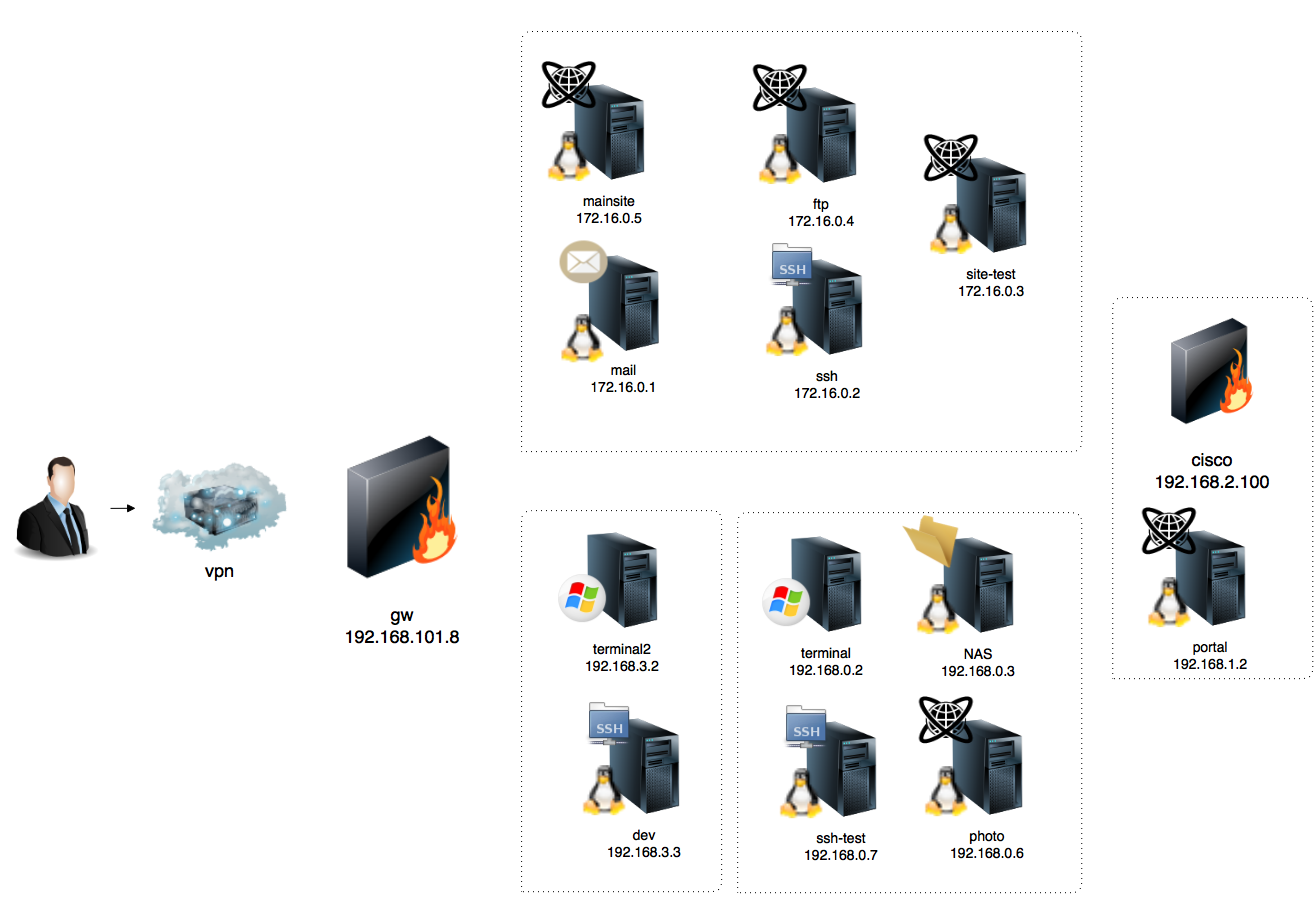 mainsite
172.16.0.5
ftp
172.16.0.4
site-test
172.16.0.3
SSH
mail
172.16.0.1
ssh
172.16.0.2
cisco
192.168.2.100
vpn
gw
192.168.101.8
terminal2
192.168.3.2
terminal
192.168.0.2
NAS
192.168.0.3
portal
192.168.1.2
SSH
dev
192.168.3.3
SSH
ssh-test
192.168.0.7
photo
192.168.0.6